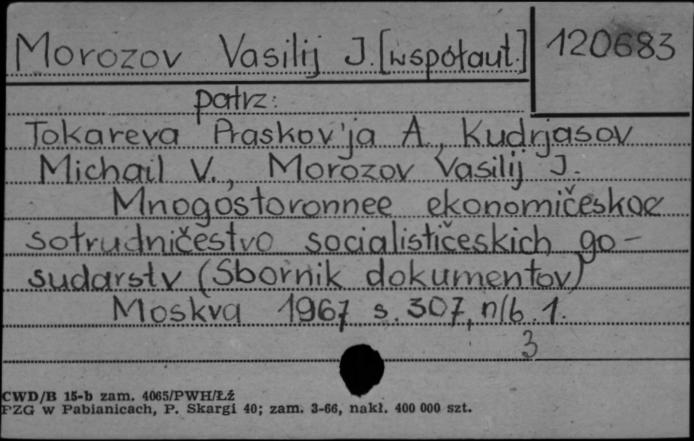 Morozov Vasilij J. [współaut.] 120683
patrz:
Tokareva Praskov'ja A., Kudrjasov
Michail V., Morozov Vasilij J.
Mnogostoronnee ekonomičeskoe
sotrudničestvo socialističeskich go-
sudarstv (Sbornik dokumentov)
Moskva 1967 s. 307, nlb. 1.
3
CWD/B 15-b zam. 4065/PWH/Łź
PZG w Pabianicach, P. Skargi 40; zam. 3-66, nakł. 400 000 szt.